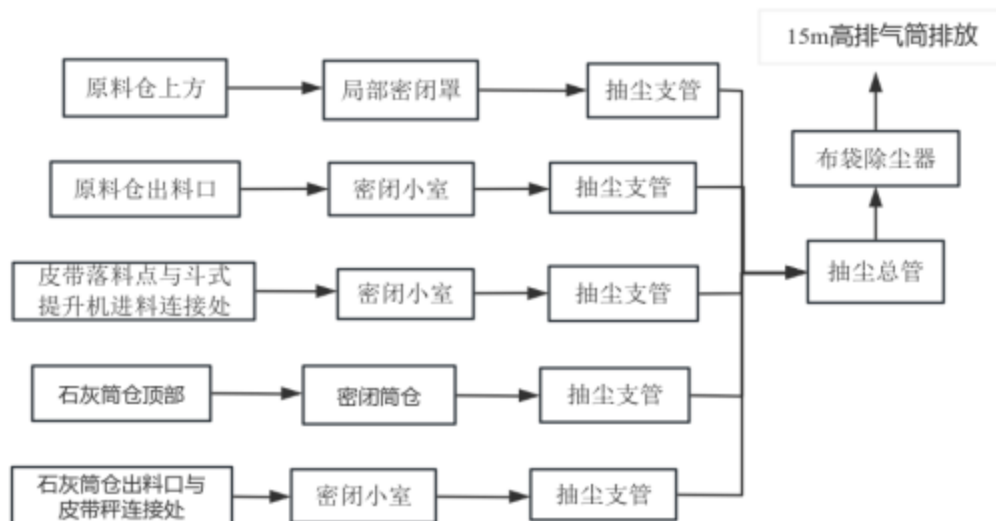 15m高排气筒排放
原料仓上方
局部密闭罩
抽尘支管
布袋除尘器
原料仓出料口
密闭小室
抽尘支管
抽尘总管
皮带落料点与斗式
提升机进料连接处
密闭小室
抽尘支管
石灰筒仓顶部
密闭筒仓
抽尘支管
石灰筒仓出料口与
皮带秤连接处
密闭小室
抽尘支管